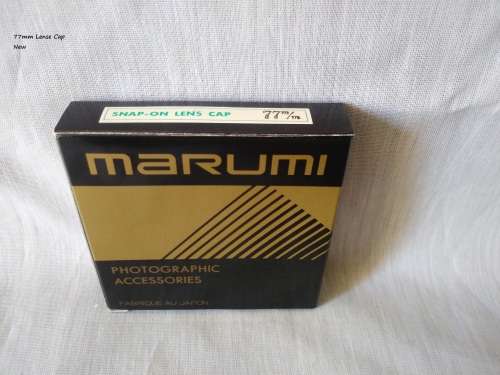 77mm Lense Cap
New
SNAP-ON LENS CAP 77m/m
marumi
PHOTOGRAPHIC
ACCESSORIES
FABRIQUE AU JAPON